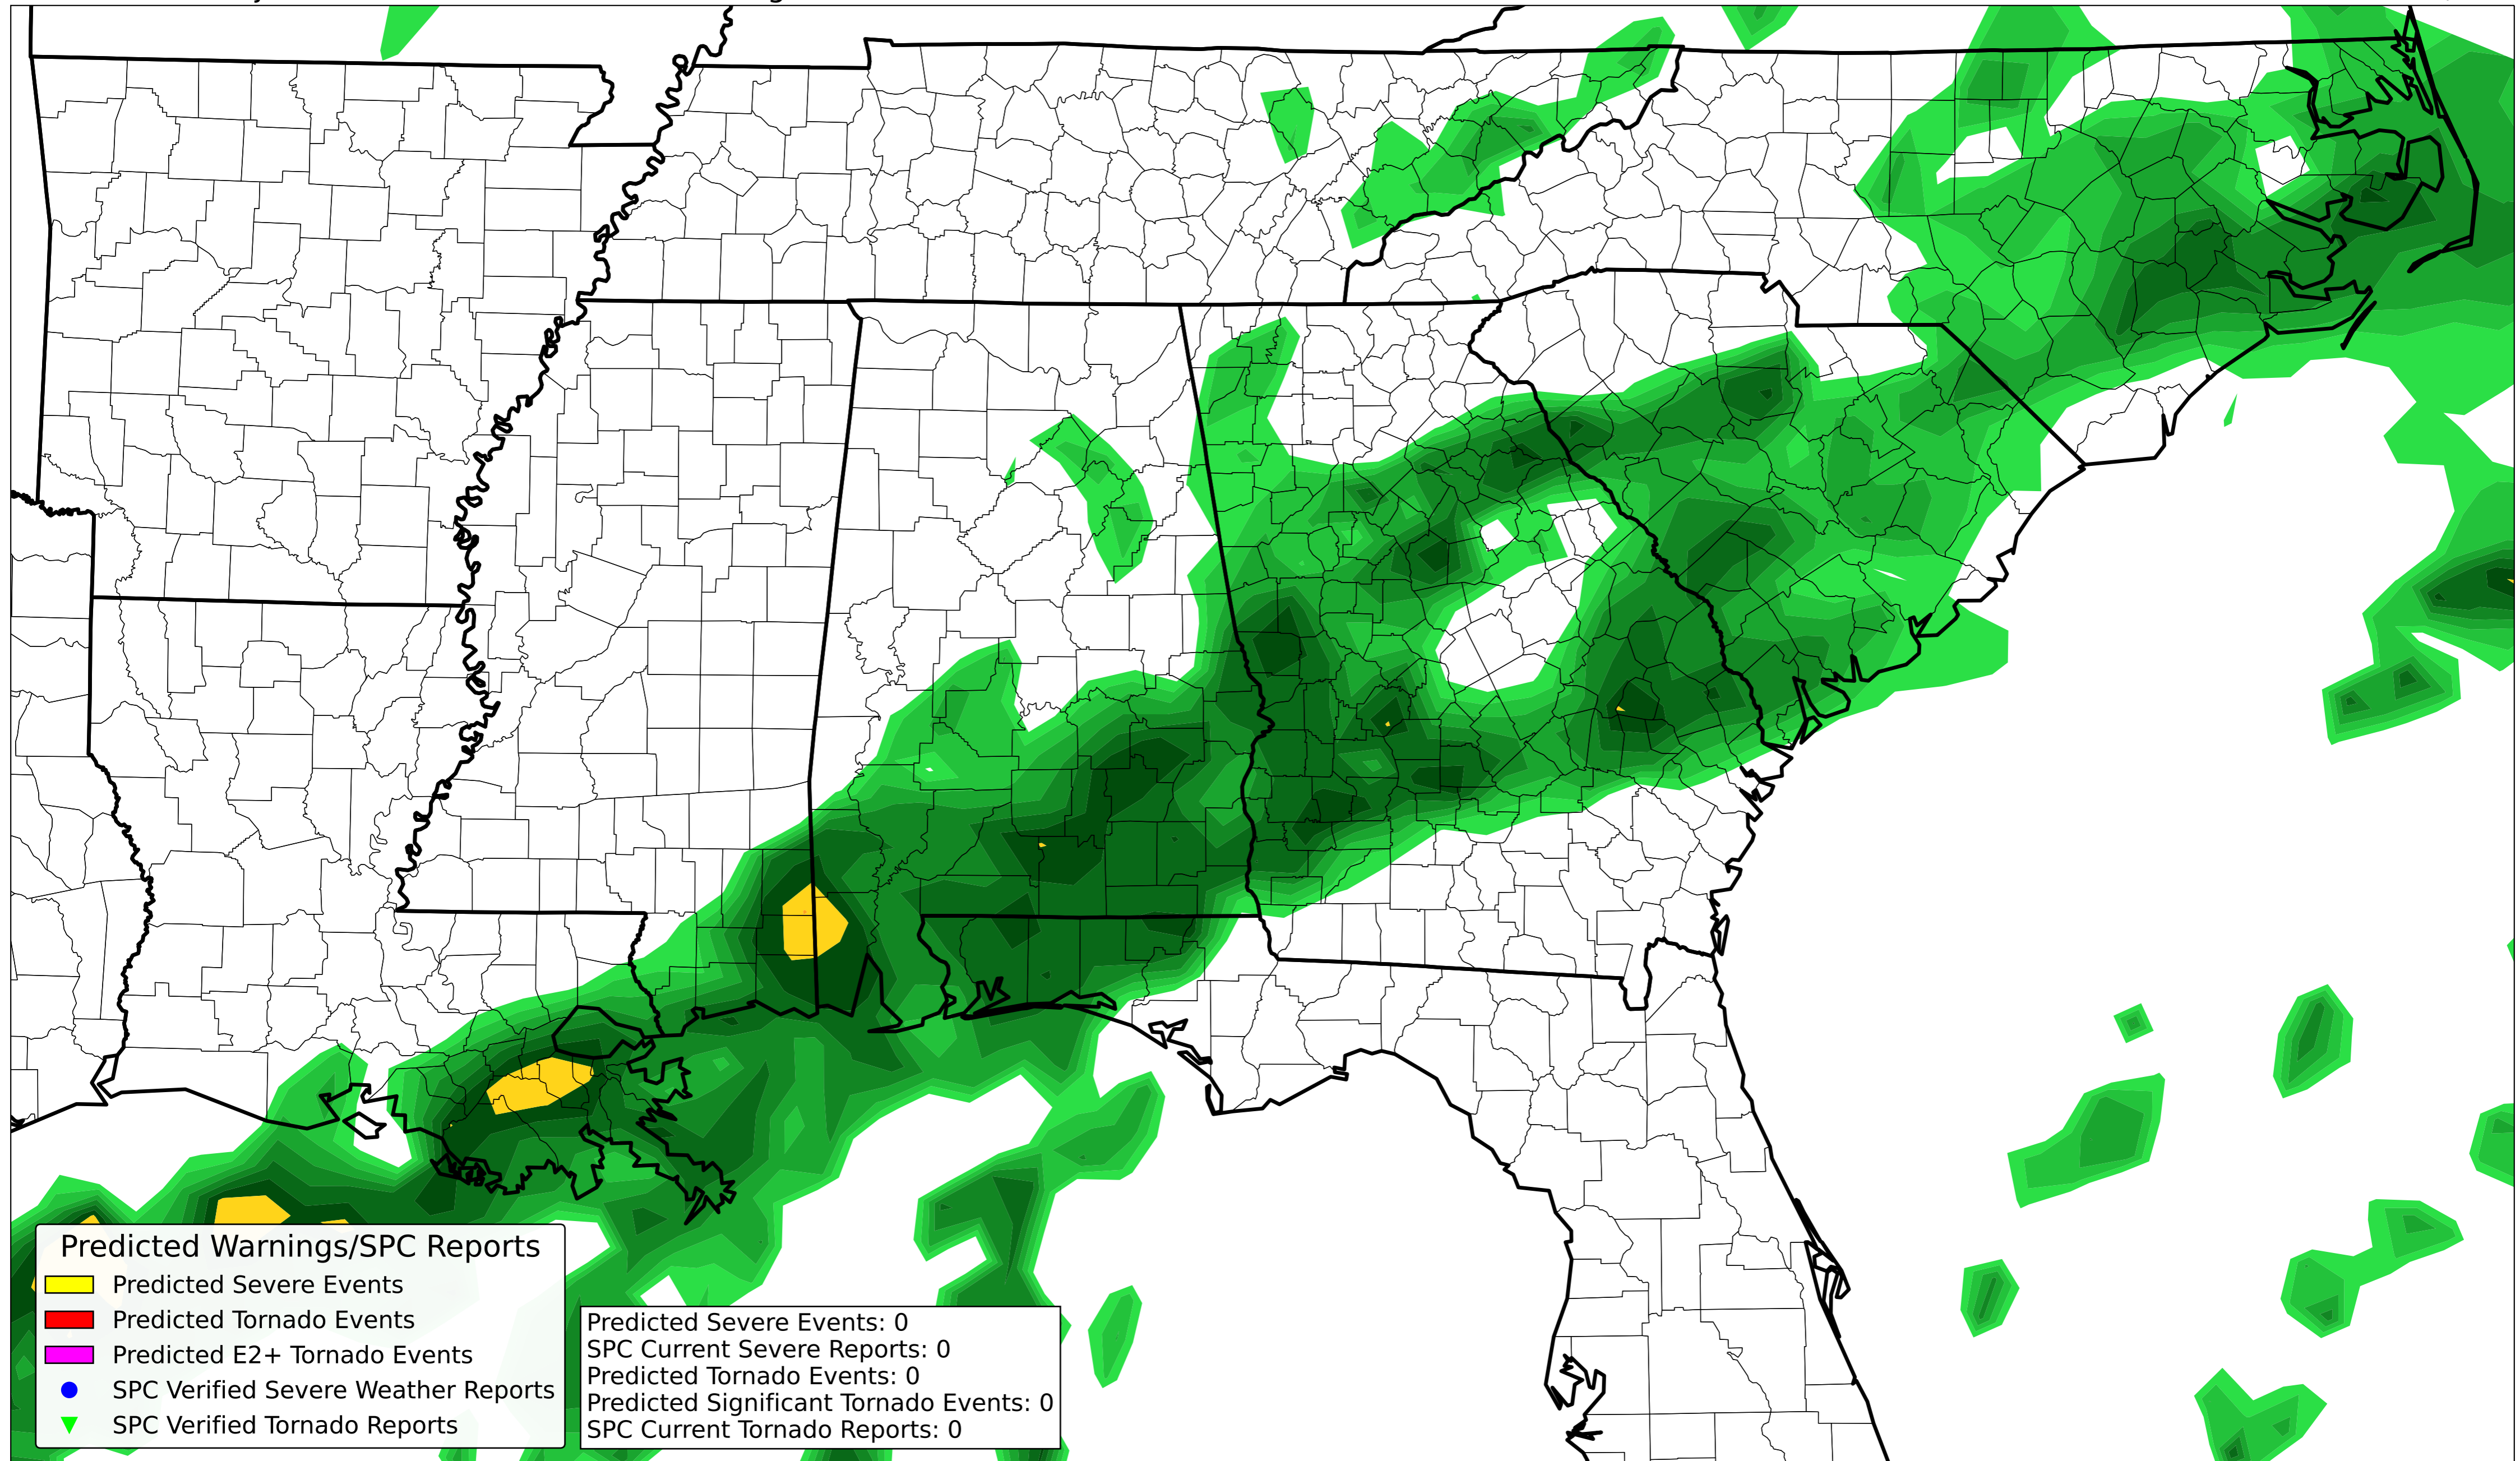 Predicted Warnings/SPC Reports
Predicted Severe Events
Predicted Tornado Events
Predicted E2+ Tornado Events
SPC Verified Severe Weather Reports
SPC Verified Tornado Reports
Predicted Severe Events: 0
SPC Current Severe Reports: 0
Predicted Tornado Events: 0
Predicted Significant Tornado Events: 0
SPC Current Tornado Reports: 0